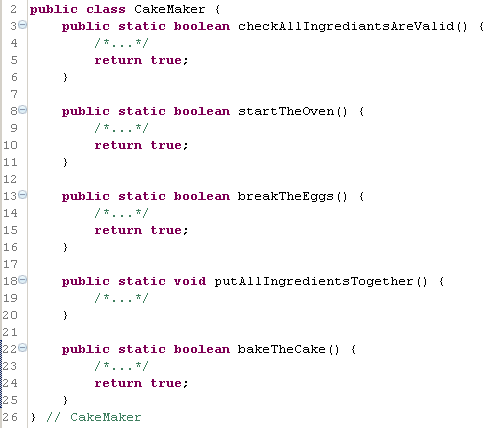 2 public class CakeMaker {
3 public static boolean checkAllIngrediantsAreValid() {
4 /*...*/
5 return true;
6 }
7
8 public static boolean startTheOven() {
9 /*...*/
10 return true;
11 }
12
13 public static boolean breakTheEggs() {
14 /*...*/
15 return true;
16 }
17
18 public static void putAllIngredientsTogether() {
19 /*...*/
20 }
21
22 public static boolean bakeTheCake() {
23 /*...*/
24 return true;
25 }
26 } // CakeMaker